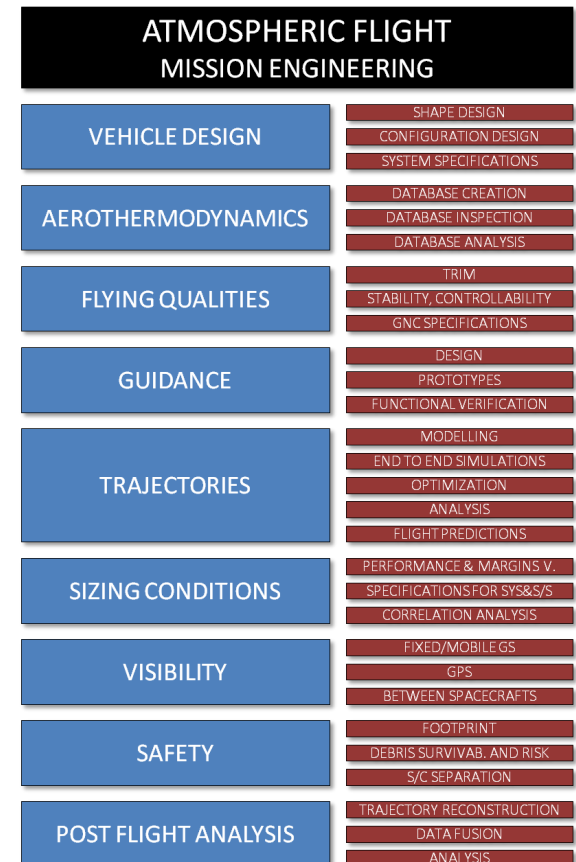 ATMOSPHERIC FLIGHT
MISSION ENGINEERING
VEHICLE DESIGN
SHAPE DESIGN
CONFIGURATION DESIGN
SYSTEM SPECIFICATIONS
AEROTHERMODYNAMICS
DATABASE CREATION
DATABASE INSPECTION
DATABASE ANALYSIS
FLYING QUALITIES
TRIM
STABILITY, CONTROLLABILITY
GNC SPECIFICATIONS
GUIDANCE
DESIGN
PROTOTYPES
FUNCTIONAL VERIFICATION
TRAJECTORIES
MODELLING
END TO END SIMULATIONS
OPTIMIZATION
ANALYSIS
FLIGHT PREDICTIONS
SIZING CONDITIONS
PERFORMANCE & MARGINS V.
SPECIFICATIONS FOR SYS&S/S
CORRELATION ANALYSIS
VISIBILITY
FIXED/MOBILE GS
GPS
BETWEEN SPACECRAFTS
SAFETY
FOOTPRINT
DEBRIS SURVIVAB. AND RISK
S/C SEPARATION
POST FLIGHT ANALYSIS
TRAJECTORY RECONSTRUCTION
DATA FUSION
ANALYSIS